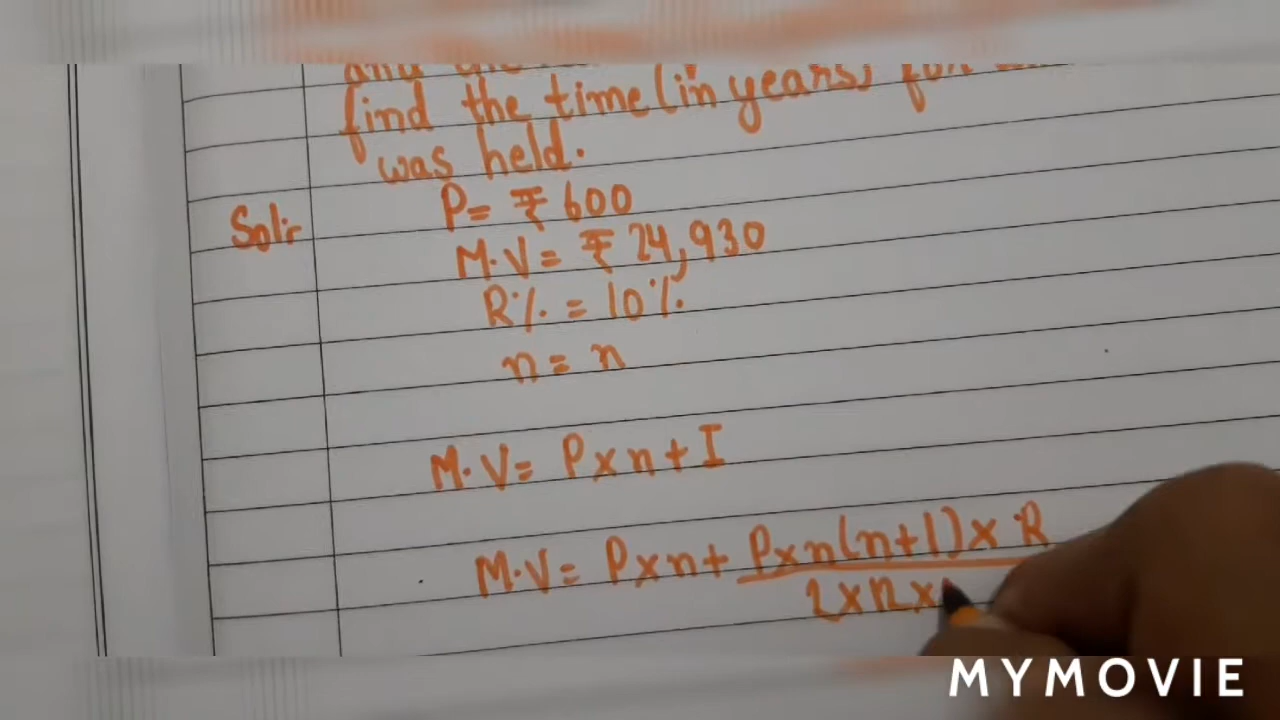 find the time (in years) for
was held.
Sol:-
P = ₹ 600
M.V = ₹ 24,930
R% = 10%
n = n
M.V = P x n + I
M.V = P x n + P x n (n+1) x R
2 x 12 x
MYMOVIE